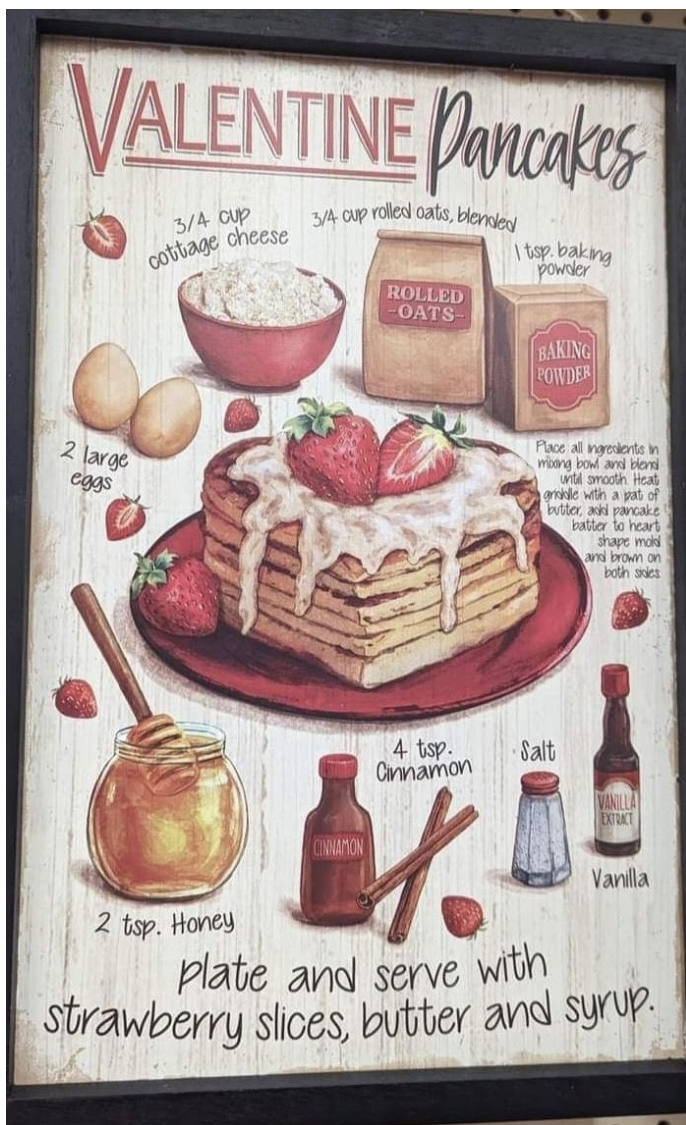 VALENTINE Pancakes
3/4 cup
cottage cheese
3/4 cup rolled oats, blended
1 tsp. baking
powder
ROLLED
-OATS-
BAKING
POWDER
2 large
eggs
Place all ingredients in
mixing bowl and blend
until smooth. Heat
griddle with a pat of
butter, add pancake
batter to heart
shape mold
and brown on
both sides
4 tsp.
Cinnamon
Salt
CINNAMON
VANILLA
EXTRACT
Vanilla
2 tsp. Honey
Plate and serve with
strawberry slices, butter and syrup.